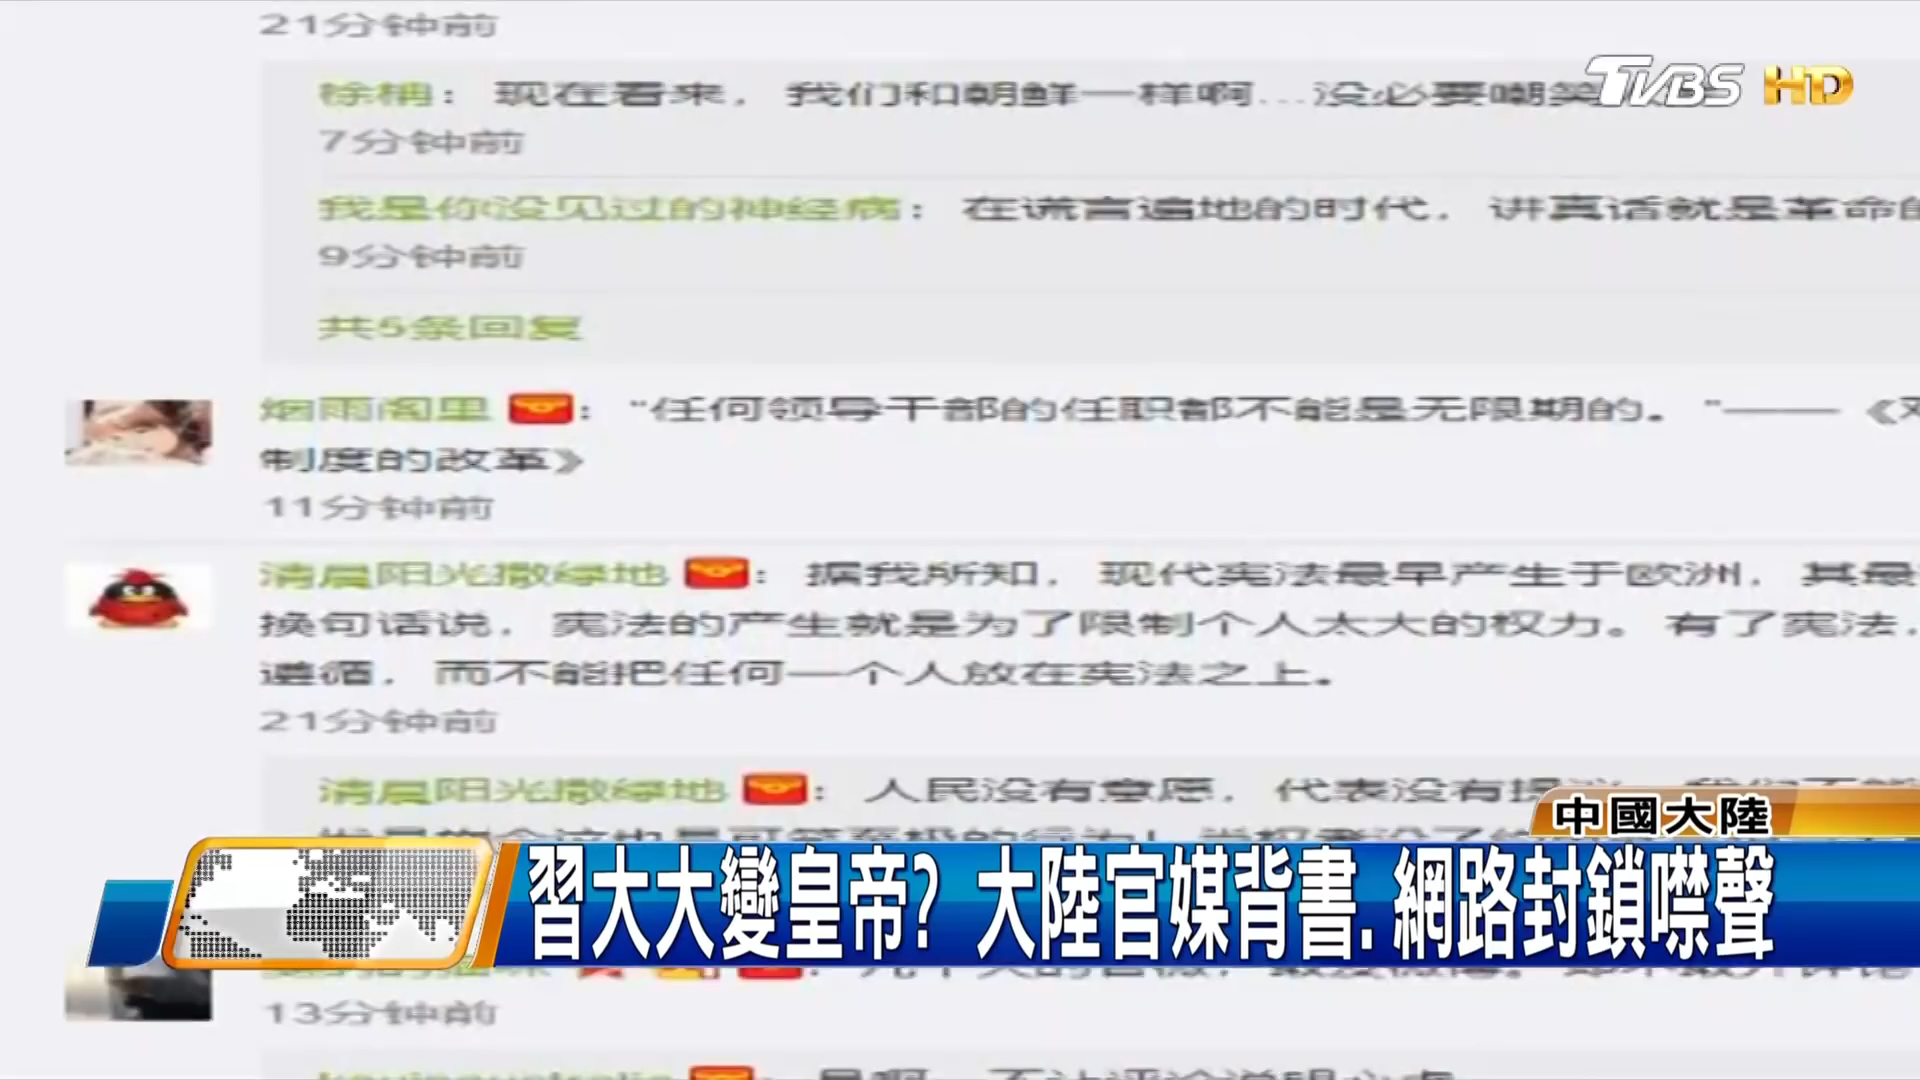 21分钟前
TVBS HD
徐楠：现在看来，我们和朝鲜一样啊...没必要嘲笑
7分钟前
我是你没见过的神经病：在谎言遍地的时代，讲真话就是革命的
9分钟前
共5条回复
烟雨阁里：“任何领导干部的任职都不能是无限期的。”——《邓
制度的改革》
11分钟前
清晨阳光撒绿地：据我所知，现代宪法最早产生于欧洲，其最
换句话说，宪法的产生就是为了限制个人太大的权力。有了宪法，
遵循，而不能把任何一个人放在宪法之上。
21分钟前
清晨阳光撒绿地：人民没有意愿，代表没有提议，我们不能
中國大陸
習大大變皇帝? 大陸官媒背書.網路封鎖噤聲
13分钟前